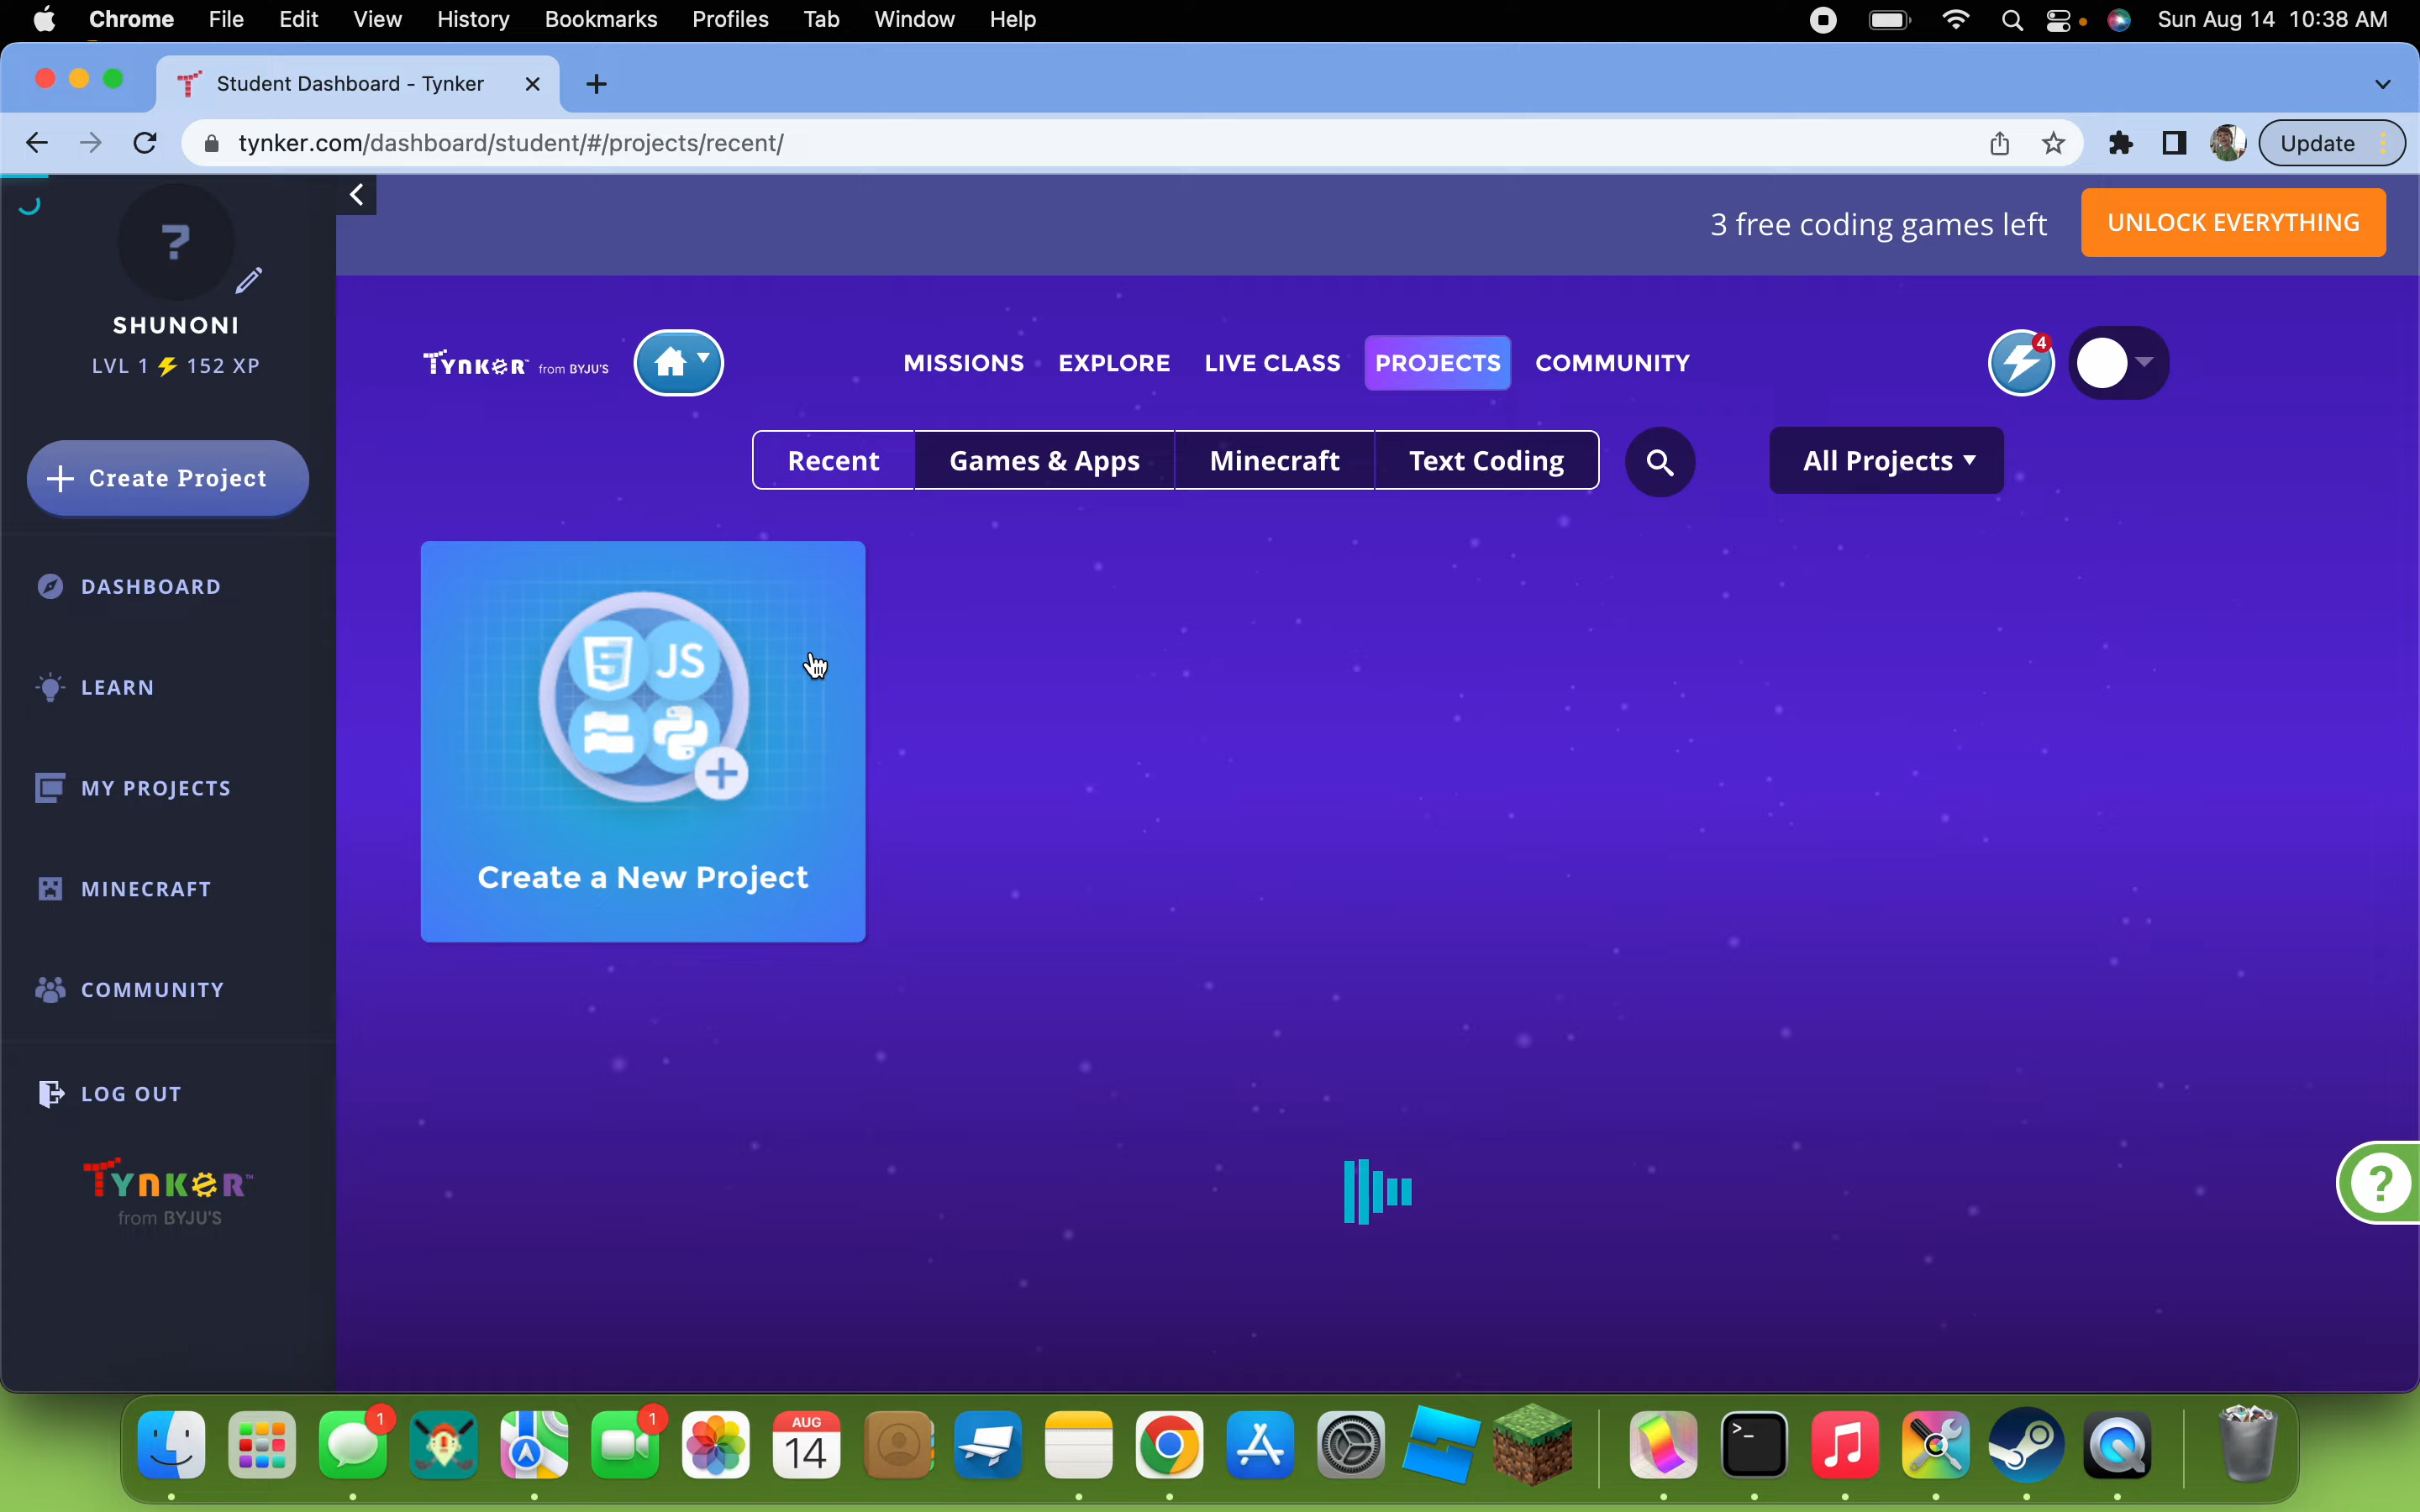 Chrome File Edit View History Bookmarks Profiles Tab Window Help Sun Aug 14 10:38 AM
Student Dashboard - Tynker
tynker.com/dashboard/student/#/projects/recent/ Update
3 free coding games left UNLOCK EVERYTHING
?
SHUNONI
LVL 1 152 XP
TYNKER from BYJU'S MISSIONS EXPLORE LIVE CLASS PROJECTS COMMUNITY 4
Recent Games & Apps Minecraft Text Coding All Projects
+ Create Project
DASHBOARD
LEARN
MY PROJECTS
MINECRAFT
COMMUNITY
LOG OUT
TYNKER™
from BYJU'S
5 JS
Create a New Project
?
1 1 AUG
14
>_